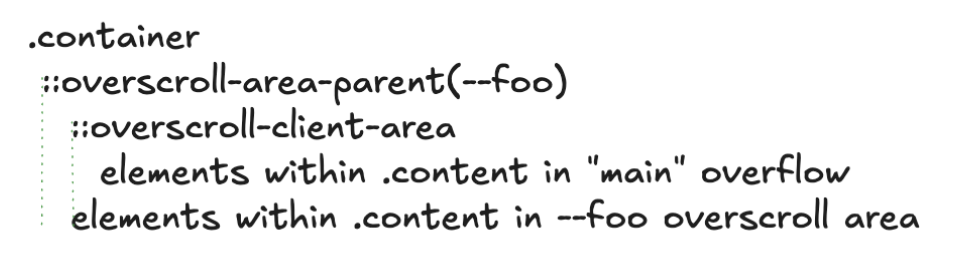 .container
::overscroll-area-parent(--foo)
::overscroll-client-area
elements within .content in "main" overflow
elements within .content in --foo overscroll area